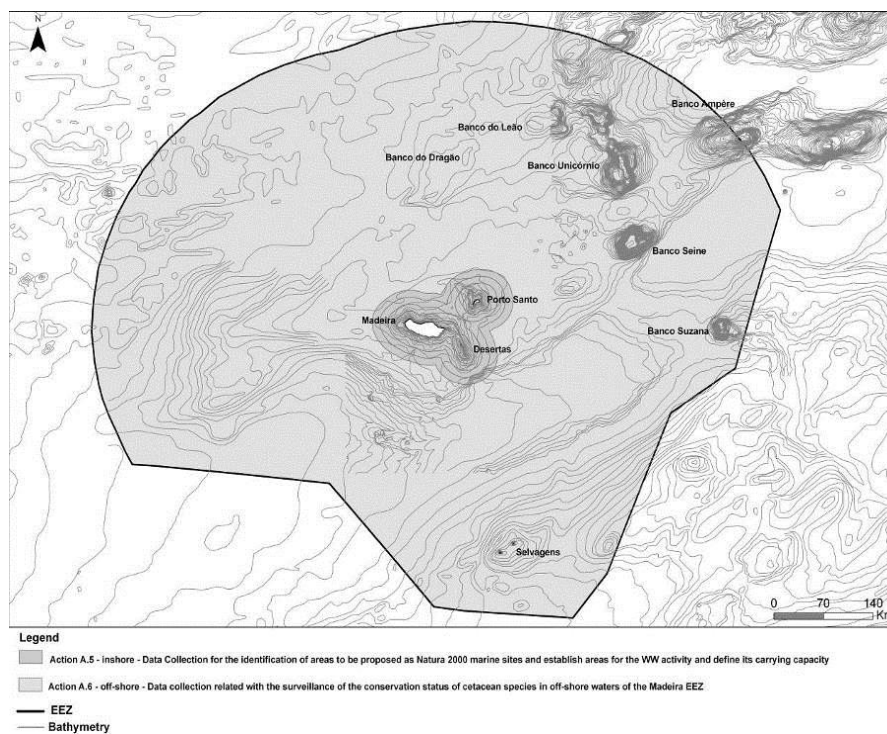 N
Banco Ampère
Banco do Leão
Banco do Dragão
Banco Unicórnio
Banco Seine
Porto Santo
Madeira
Banco Suzana
Desertas
Selvagens
0 70 140
Km
Legend
Action A.5 - inshore - Data Collection for the identification of areas to be proposed as Natura 2000 marine sites and establish areas for the WW activity and define its carrying capacity
Action A.6 - off-shore - Data collection related with the surveillance of the conservation status of cetacean species in off-shore waters of the Madeira EEZ
EEZ
Bathymetry